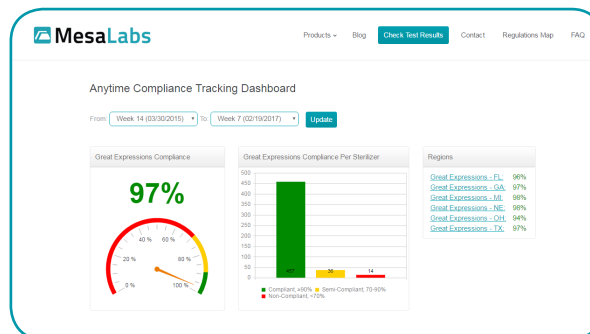 MesaLabs
Products Blog Check Test Results Contact Regulations Map FAQ
Anytime Compliance Tracking Dashboard
From: Week 14 (03/30/2015) To: Week 7 (02/19/2017) Update
Great Expressions Compliance
97%
0 % 20 % 40 % 60 % 80 % 100 %
Great Expressions Compliance Per Sterilizer
500
450
400
350
300
250
200
150
100
50
0
36 14
Compliant, ≥90% Semi-Compliant, 70-90%
Non-Compliant, <70%
Regions
Great Expressions - FL: 96%
Great Expressions - GA: 97%
Great Expressions - MI: 98%
Great Expressions - NE: 98%
Great Expressions - OH: 94%
Great Expressions - TX: 97%